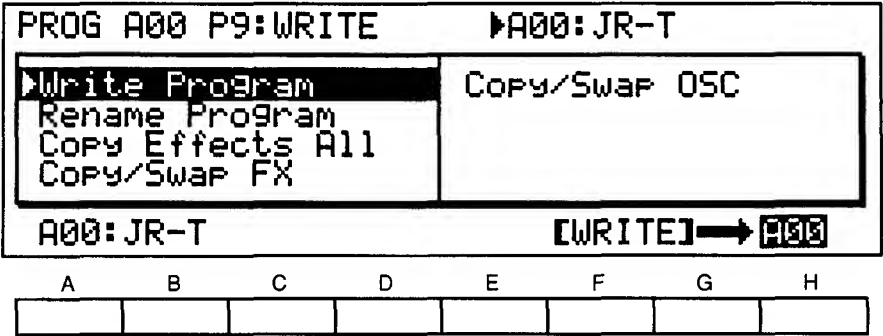 PROG A00 P9:WRITE ▶A00:JR-T
▶Write Program Copy/Swap OSC
Rename Program
Copy Effects All
Copy/Swap FX
A00:JR-T [WRITE]→A00
A B C D E F G H